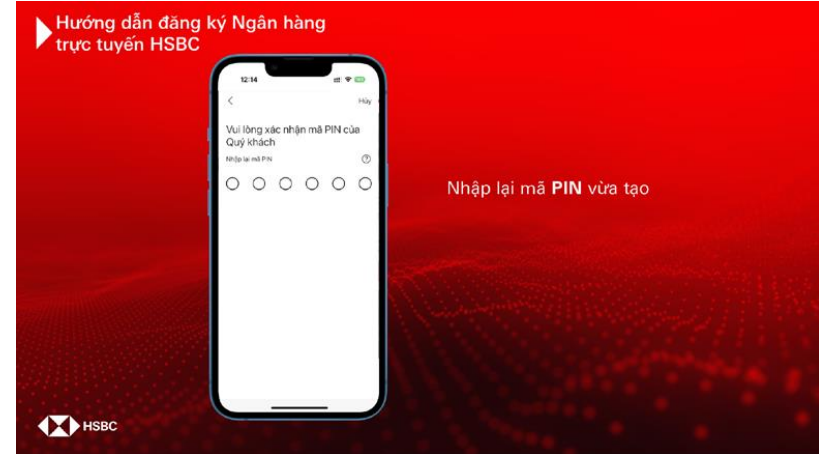 Hướng dẫn đăng ký Ngân hàng
trực tuyến HSBC
12:14
Hủy
Vui lòng xác nhận mã PIN của
Quý khách
Nhập lại mã PIN
?
Nhập lại mã PIN vừa tạo
HSBC